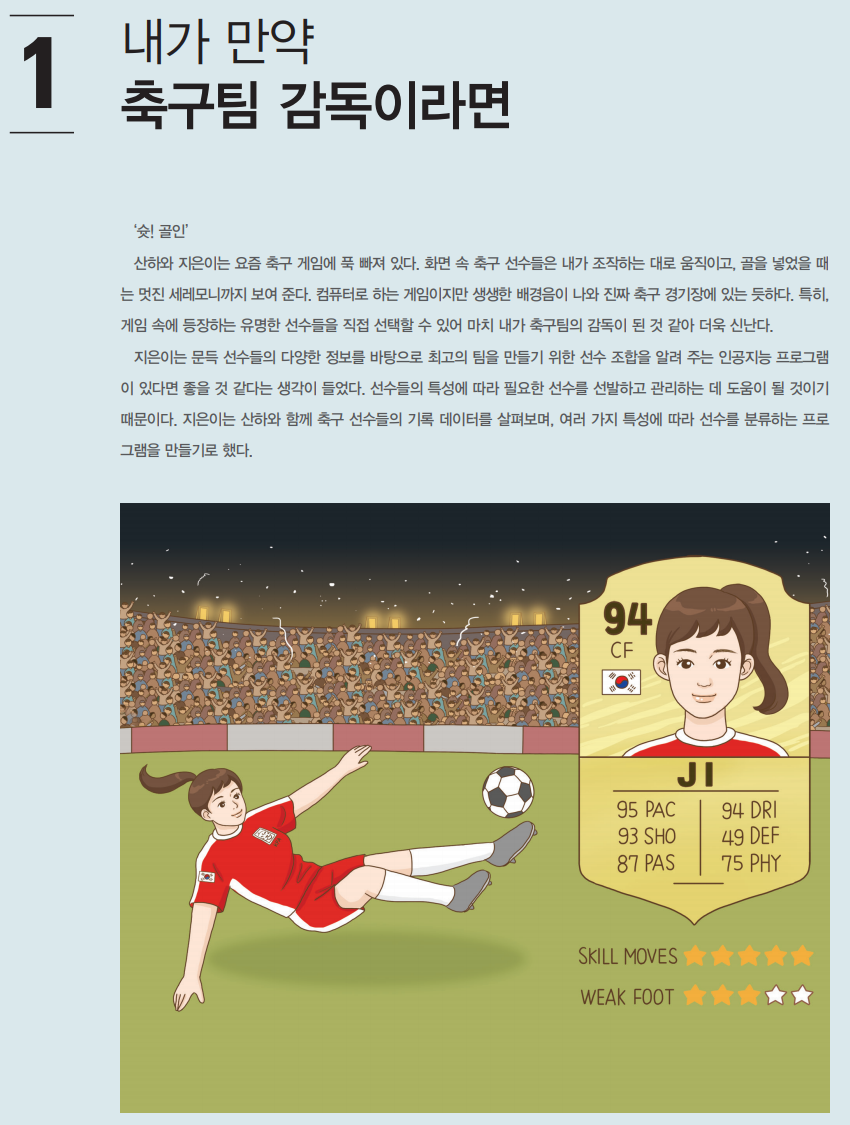 1
내가 만약
축구팀 감독이라면
‘슛! 골인’
산하와 지은이는 요즘 축구 게임에 푹 빠져 있다. 화면 속 축구 선수들은 내가 조작하는 대로 움직이고, 골을 넣었을 때
는 멋진 세레모니까지 보여 준다. 컴퓨터로 하는 게임이지만 생생한 배경음이 나와 진짜 축구 경기장에 있는 듯하다. 특히,
게임 속에 등장하는 유명한 선수들을 직접 선택할 수 있어 마치 내가 축구팀의 감독이 된 것 같아 더욱 신난다.
지은이는 문득 선수들의 다양한 정보를 바탕으로 최고의 팀을 만들기 위한 선수 조합을 알려 주는 인공지능 프로그램
이 있다면 좋을 것 같다는 생각이 들었다. 선수들의 특성에 따라 필요한 선수를 선발하고 관리하는 데 도움이 될 것이기
때문이다. 지은이는 산하와 함께 축구 선수들의 기록 데이터를 살펴보며, 여러 가지 특성에 따라 선수를 분류하는 프로
그램을 만들기로 했다.
94
CF
JI
95 PAC 94 DRI
93 SHO 49 DEF
87 PAS 75 PHY
SKILL MOVES
WEAK FOOT